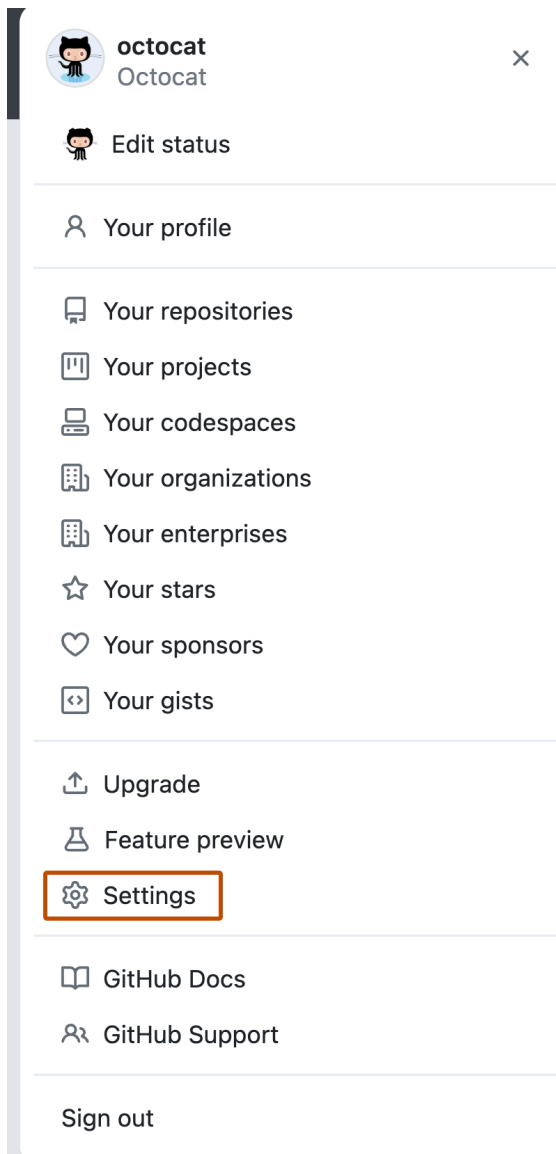 octocat
Octocat
Edit status
Your profile
Your repositories
Your projects
Your codespaces
Your organizations
Your enterprises
Your stars
Your sponsors
Your gists
Upgrade
Feature preview
Settings
GitHub Docs
GitHub Support
Sign out